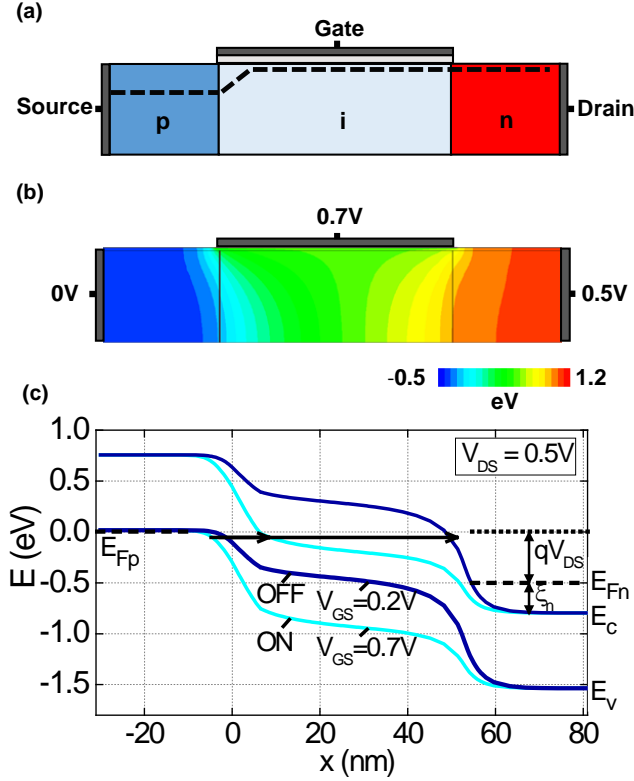 (a)
Gate
Source p i n Drain
(b)
0.7V
0V 0.5V
-0.5 1.2
eV
(c)
1.0
V_DS = 0.5V
0.5
0.0
E_Fp
qV_DS
-0.5 E_Fn
OFF V_GS=0.2V ξ_n
E_c
ON V_GS=0.7V
-1.0
-1.5
E_v
E (eV)
-20 0 20 40 60 80
x (nm)